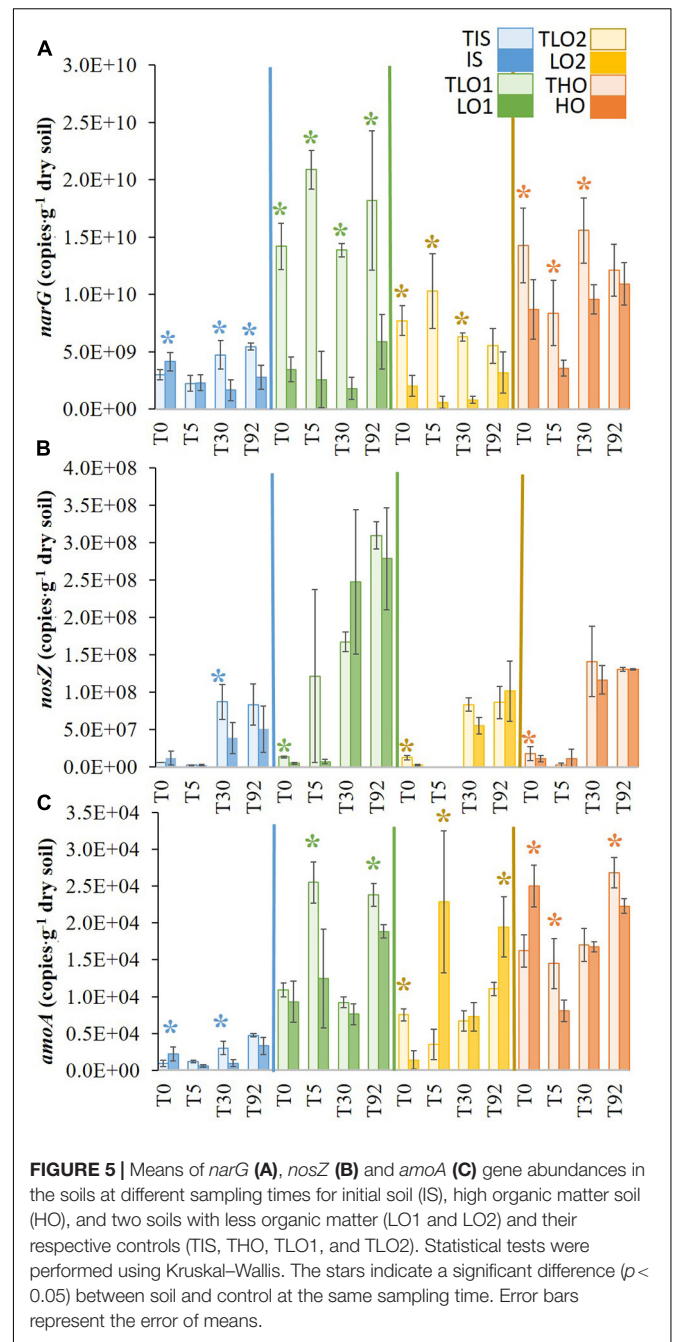 A
TIS
IS
TLO1
LO1
TLO2
LO2
THO
HO
narG (copies·g⁻¹ dry soil)
3.0E+10
2.5E+10
2.0E+10
1.5E+10
1.0E+10
5.0E+09
0.0E+00
* * * * * * * * * * * * *
T0 T5 T30 T92 T0 T5 T30 T92 T0 T5 T30 T92 T0 T5 T30 T92
B
nosZ (copies·g⁻¹ dry soil)
4.0E+08
3.5E+08
3.0E+08
2.5E+08
2.0E+08
1.5E+08
1.0E+08
5.0E+07
0.0E+00
* * * *
T0 T5 T30 T92 T0 T5 T30 T92 T0 T5 T30 T92 T0 T5 T30 T92
C
amoA (copies·g⁻¹ dry soil)
3.5E+04
3.0E+04
2.5E+04
2.0E+04
1.5E+04
1.0E+04
5.0E+03
0.0E+00
* * * * * * * * * *
T0 T5 T30 T92 T0 T5 T30 T92 T0 T5 T30 T92 T0 T5 T30 T92
FIGURE 5 | Means of narG (A), nosZ (B) and amoA (C) gene abundances in
the soils at different sampling times for initial soil (IS), high organic matter soil
(HO), and two soils with less organic matter (LO1 and LO2) and their
respective controls (TIS, THO, TLO1, and TLO2). Statistical tests were
performed using Kruskal–Wallis. The stars indicate a significant difference (p <
0.05) between soil and control at the same sampling time. Error bars
represent the error of means.